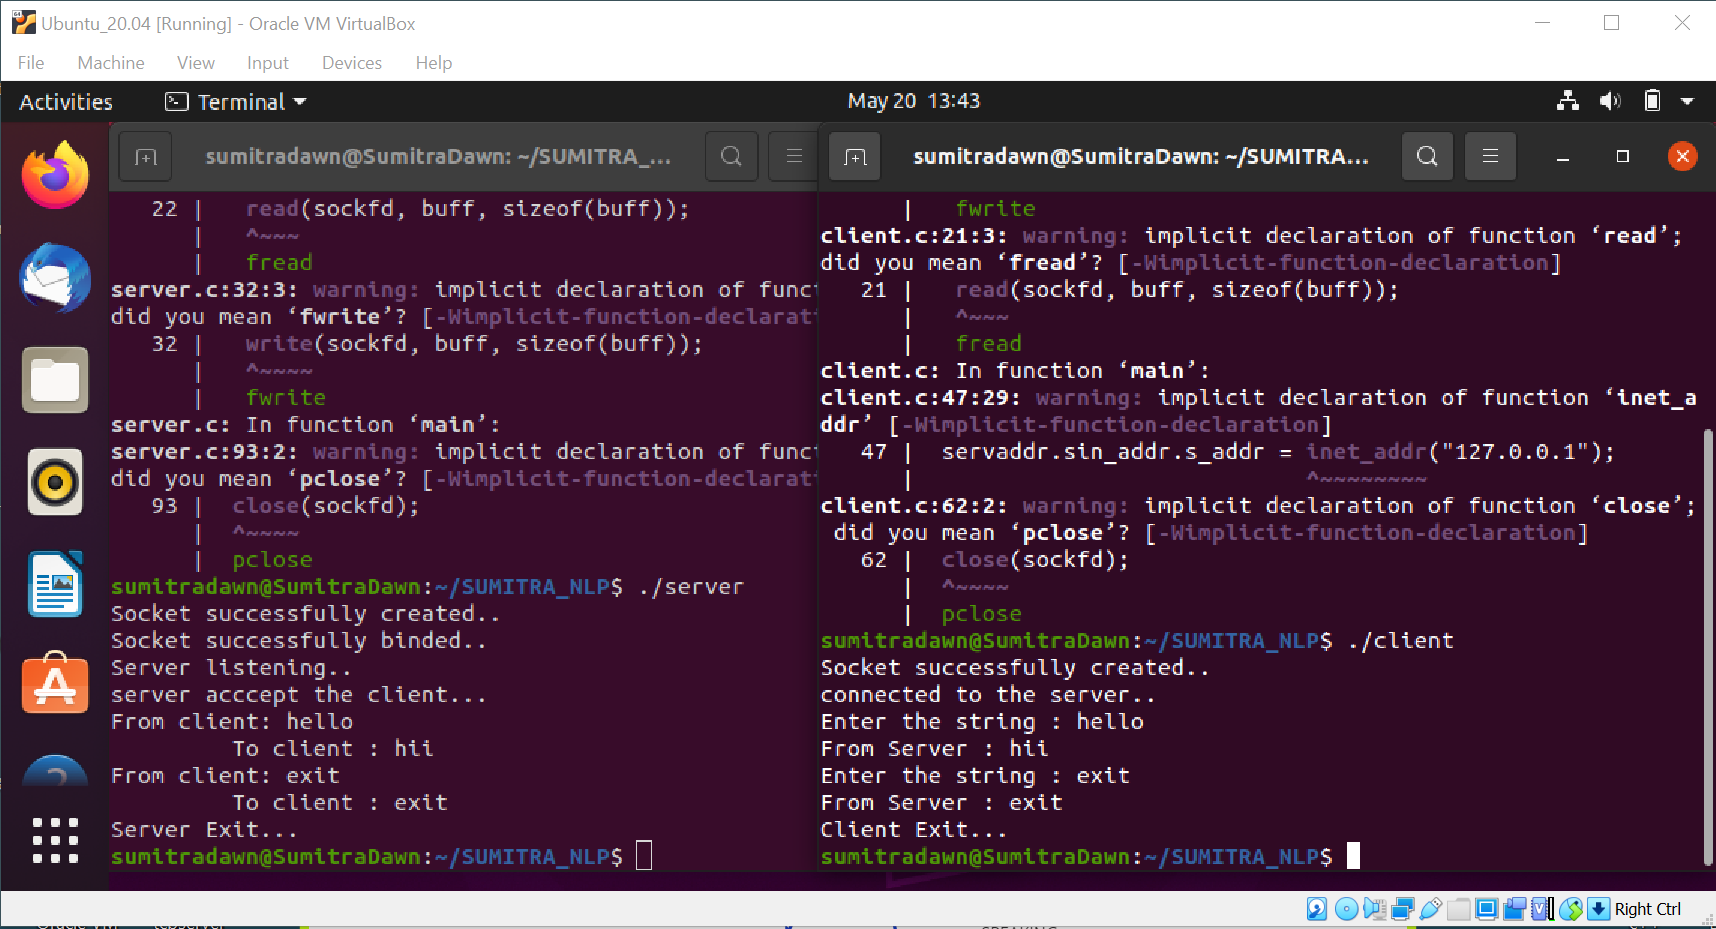 Ubuntu_20.04 [Running] - Oracle VM VirtualBox
File Machine View Input Devices Help
Activities Terminal May 20 13:43
sumitradawn@SumitraDawn: ~/SUMITRA_...
22 | read(sockfd, buff, sizeof(buff));
| ^~~~
| fread
server.c:32:3: warning: implicit declaration of funct
did you mean ‘fwrite’? [-Wimplicit-function-declarati
32 | write(sockfd, buff, sizeof(buff));
| ^~~~~
| fwrite
server.c: In function ‘main’:
server.c:93:2: warning: implicit declaration of funct
did you mean ‘pclose’? [-Wimplicit-function-declarati
93 | close(sockfd);
| ^~~~~
| pclose
sumitradawn@SumitraDawn:~/SUMITRA_NLP$ ./server
Socket successfully created..
Socket successfully binded..
Server listening..
server acccept the client...
From client: hello
To client : hii
From client: exit
To client : exit
Server Exit...
sumitradawn@SumitraDawn:~/SUMITRA_NLP$
sumitradawn@SumitraDawn: ~/SUMITRA...
| fwrite
client.c:21:3: warning: implicit declaration of function ‘read’;
did you mean ‘fread’? [-Wimplicit-function-declaration]
21 | read(sockfd, buff, sizeof(buff));
| ^~~~
| fread
client.c: In function ‘main’:
client.c:47:29: warning: implicit declaration of function ‘inet_a
ddr’ [-Wimplicit-function-declaration]
47 | servaddr.sin_addr.s_addr = inet_addr("127.0.0.1");
| ^~~~~~~~~
client.c:62:2: warning: implicit declaration of function ‘close’;
did you mean ‘pclose’? [-Wimplicit-function-declaration]
62 | close(sockfd);
| ^~~~~
| pclose
sumitradawn@SumitraDawn:~/SUMITRA_NLP$ ./client
Socket successfully created..
connected to the server..
Enter the string : hello
From Server : hii
Enter the string : exit
From Server : exit
Client Exit...
sumitradawn@SumitraDawn:~/SUMITRA_NLP$
Right Ctrl